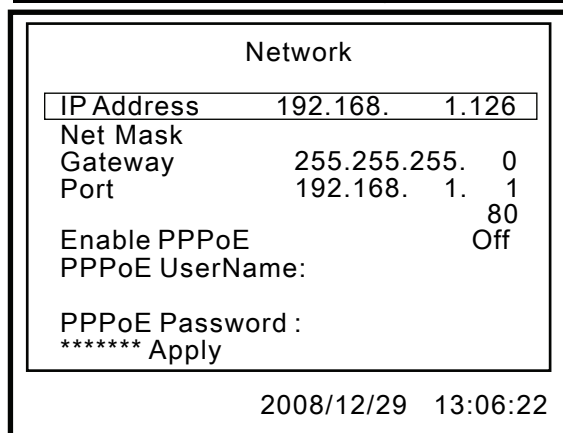 Network
IP Address 192.168. 1.126
Net Mask
Gateway 255.255.255. 0
Port 192.168. 1. 1
80
Enable PPPoE Off
PPPoE UserName:
PPPoE Password :
******* Apply
2008/12/29 13:06:22